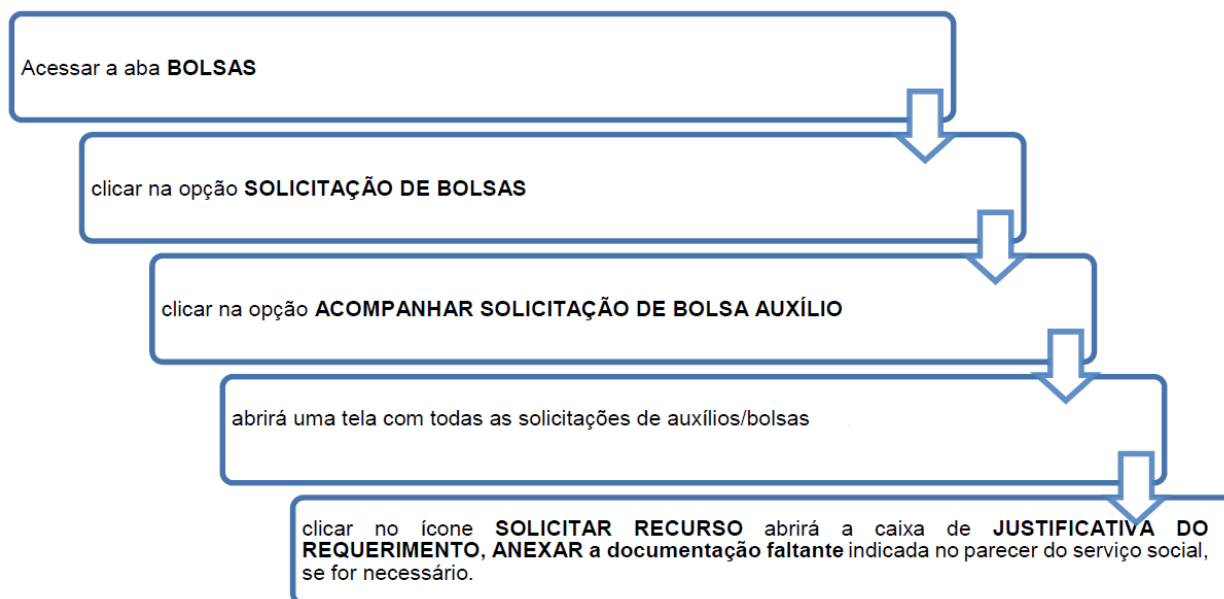 Acessar a aba BOLSAS
clicar na opção SOLICITAÇÃO DE BOLSAS
clicar na opção ACOMPANHAR SOLICITAÇÃO DE BOLSA AUXÍLIO
abrirá uma tela com todas as solicitações de auxílios/bolsas
clicar no ícone SOLICITAR RECURSO abrirá a caixa de JUSTIFICATIVA DO
REQUERIMENTO, ANEXAR a documentação faltante indicada no parecer do serviço social,
se for necessário.